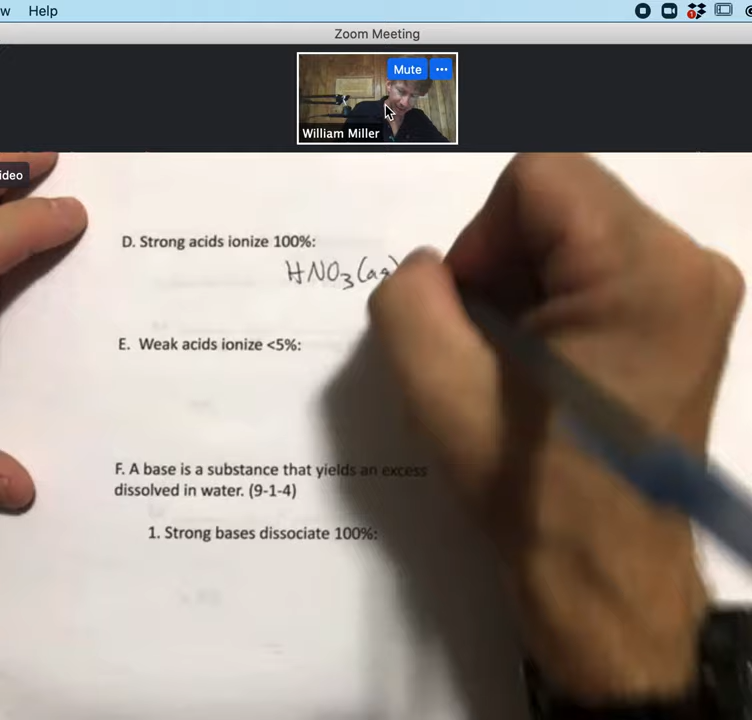 w Help
Zoom Meeting
Mute
William Miller
ideo
D. Strong acids ionize 100%:
HNO₃(aq)
E. Weak acids ionize <5%:
F. A base is a substance that yields an excess
dissolved in water. (9-1-4)
1. Strong bases dissociate 100%: